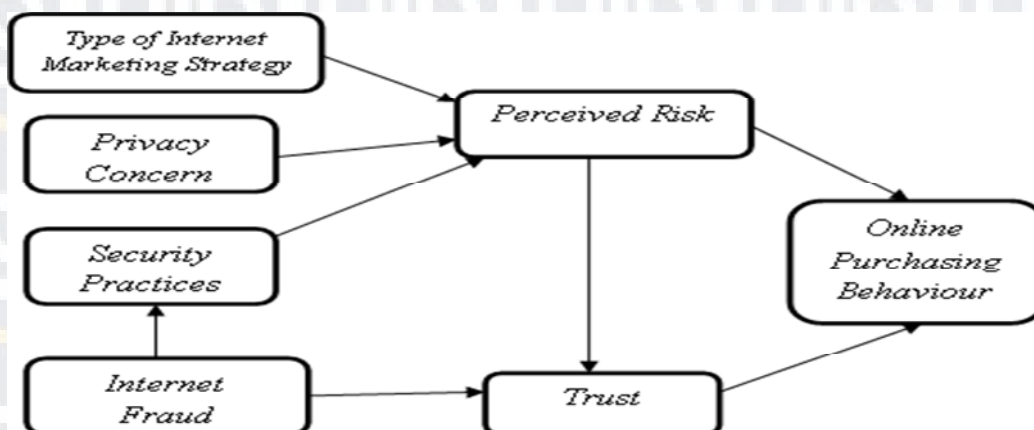 Type of Internet
Marketing Strategy
Perceived Risk
Privacy
Concern
Security
Practices
Online
Purchasing
Behaviour
Internet
Fraud
Trust